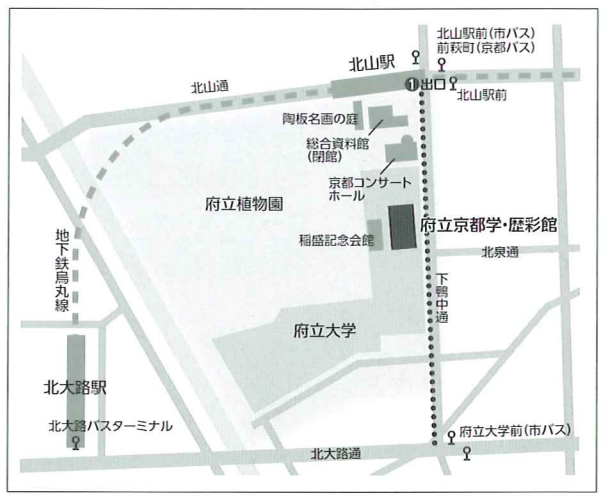 北山駅前(市バス)
前萩町(京都バス)
北山駅
北山通
①出口
北山駅前
陶板名画の庭
総合資料館
(閉館)
京都コンサート
ホール
府立植物園
府立京都学・歴彩館
稲盛記念会館
北泉通
地下鉄烏丸線
下鴨中通
府立大学
北大路駅
北大路バスターミナル
府立大学前(市バス)
北大路通